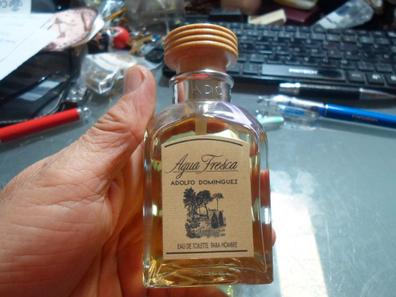 Agua Fresca
ADOLFO DOMINGUEZ
EAU DE TOILETTE PARA HOMBRE